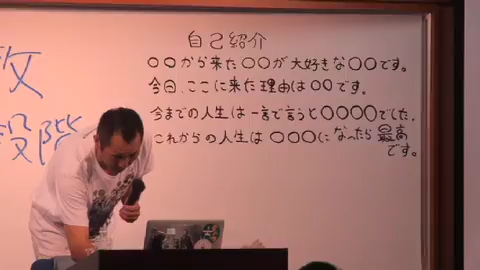 自己紹介
〇〇から来た〇〇が大好きな〇〇です。
今日、ここに来た理由は〇〇です。
今までの人生は一言で言うと〇〇〇〇でした。
これからの人生は 〇〇〇になったら最高
です。
段階